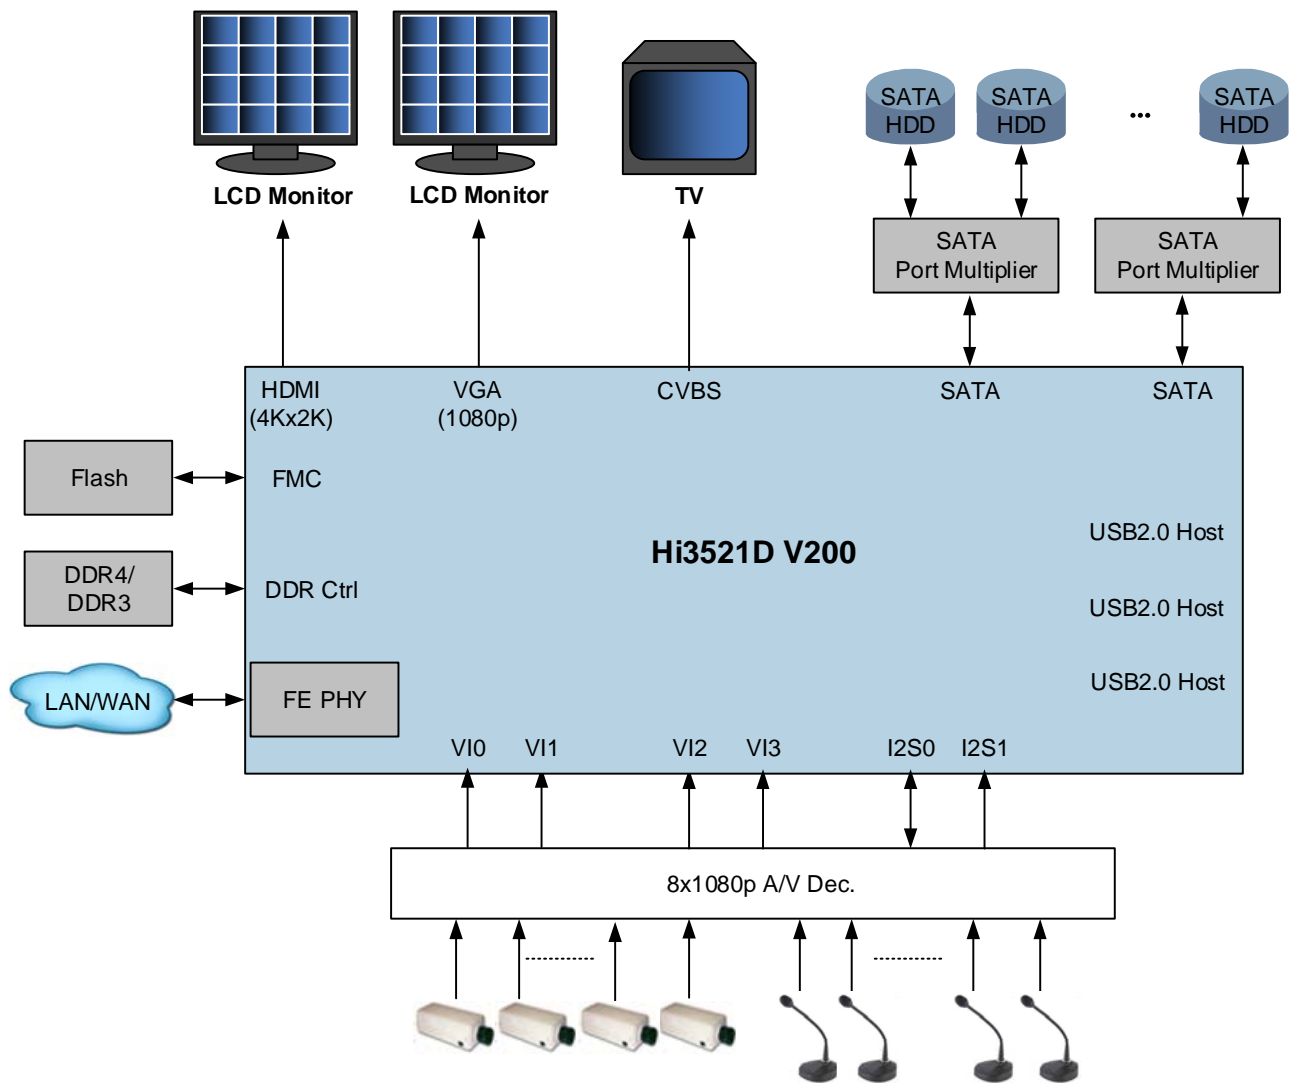 SATA
HDD
SATA
HDD
...
SATA
HDD
LCD Monitor
LCD Monitor
TV
SATA
Port Multiplier
SATA
Port Multiplier
HDMI
(4Kx2K)
VGA
(1080p)
CVBS
SATA
SATA
Flash
FMC
Hi3521D V200
USB2.0 Host
DDR4/
DDR3
DDR Ctrl
USB2.0 Host
LAN/WAN
FE PHY
USB2.0 Host
VI0
VI1
VI2
VI3
I2S0
I2S1
8x1080p A/V Dec.